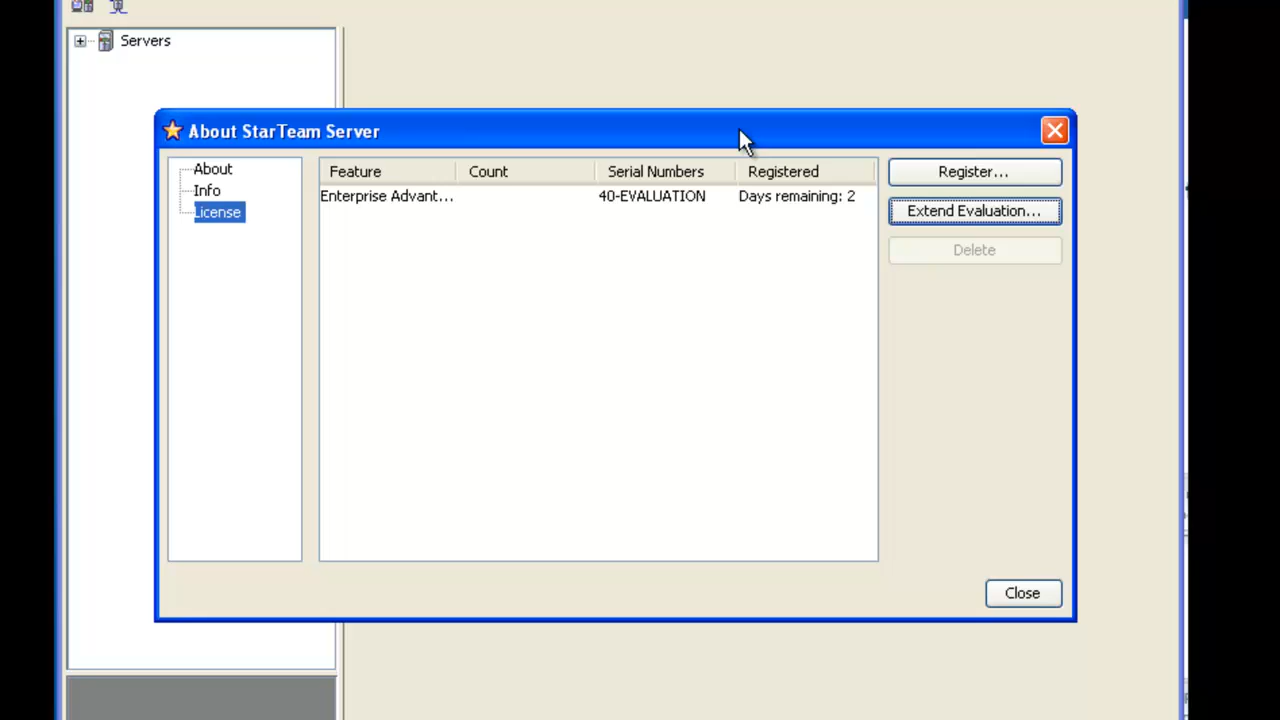 Servers
About StarTeam Server
About
Info
License
Feature Count Serial Numbers Registered
Enterprise Advant... 40-EVALUATION Days remaining: 2
Register...
Extend Evaluation...
Delete
Close